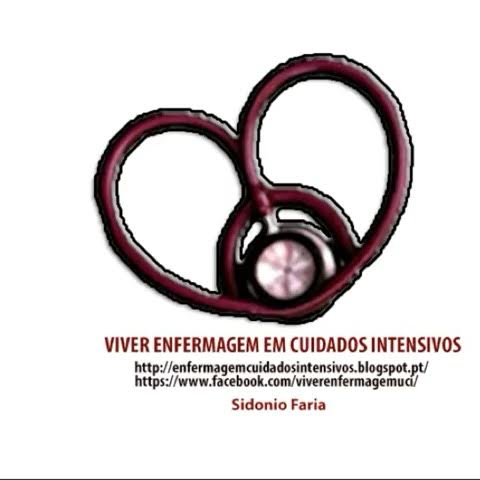 VIVER ENFERMAGEM EM CUIDADOS INTENSIVOS
http://enfermagemcuidadosintensivos.blogspot.pt/
https://www.facebook.com/viverenfermagemuci/
Sidonio Faria